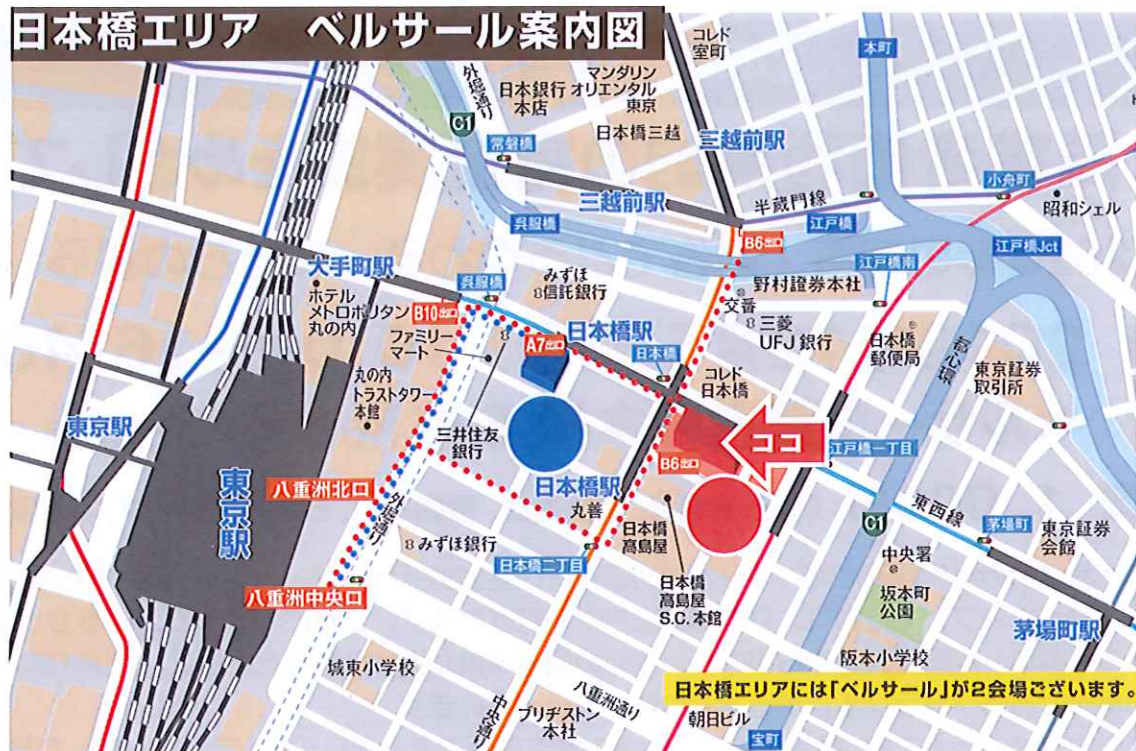 日本橋エリア ベルサール案内図
コレド
室町
本町
外堀通り
日本銀行
本店
マンダリン
オリエンタル
東京
日本橋三越
C1
常盤橋
三越前駅
三越前駅
半蔵門線
小舟町
昭和シェル
呉服橋
江戸橋
B6出口
江戸橋南
江戸橋Jct
大手町駅
呉服橋
みずほ
信託銀行
野村證券本社
交番
三菱
UFJ銀行
ホテル
メトロポリタン
丸の内
B10出口
ファミリー
マート
A7出口
日本橋駅
日本橋
コレド
日本橋
日本橋
郵便局
都心環
東京証券
取引所
丸の内
トラストタワー
本館
三井住友
銀行
ココ
江戸橋一丁目
B6出口
東京駅
東京駅
八重洲北口
外堀通り
日本橋駅
丸善
日本橋
高島屋
東西線
茅場町
東京証券
会館
みずほ銀行
日本橋二丁目
C1
中央署
八重洲中央口
日本橋
高島屋
S.C.本館
坂本町
公園
茅場町駅
城東小学校
阪本小学校
八重洲通り
日本橋エリアには「ベルサール」が2会場ございます。
中央通り
ブリヂストン
本社
朝日ビル
宝町